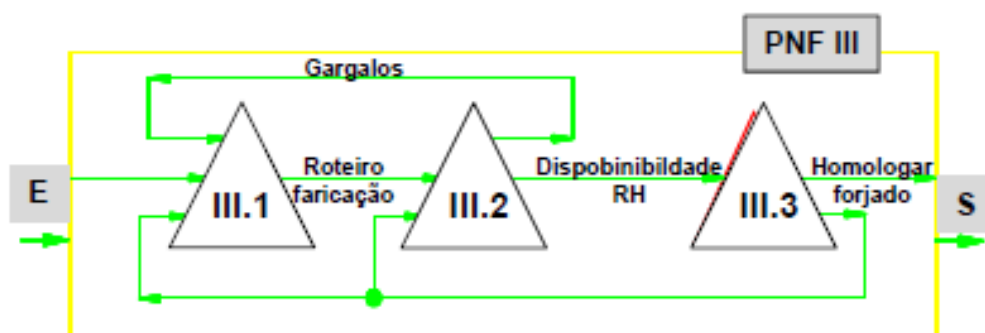 PNF III
Gargalos
E
III.1
Roteiro
faricação
III.2
Dispobinibildade
RH
III.3
Homologar
forjado
S